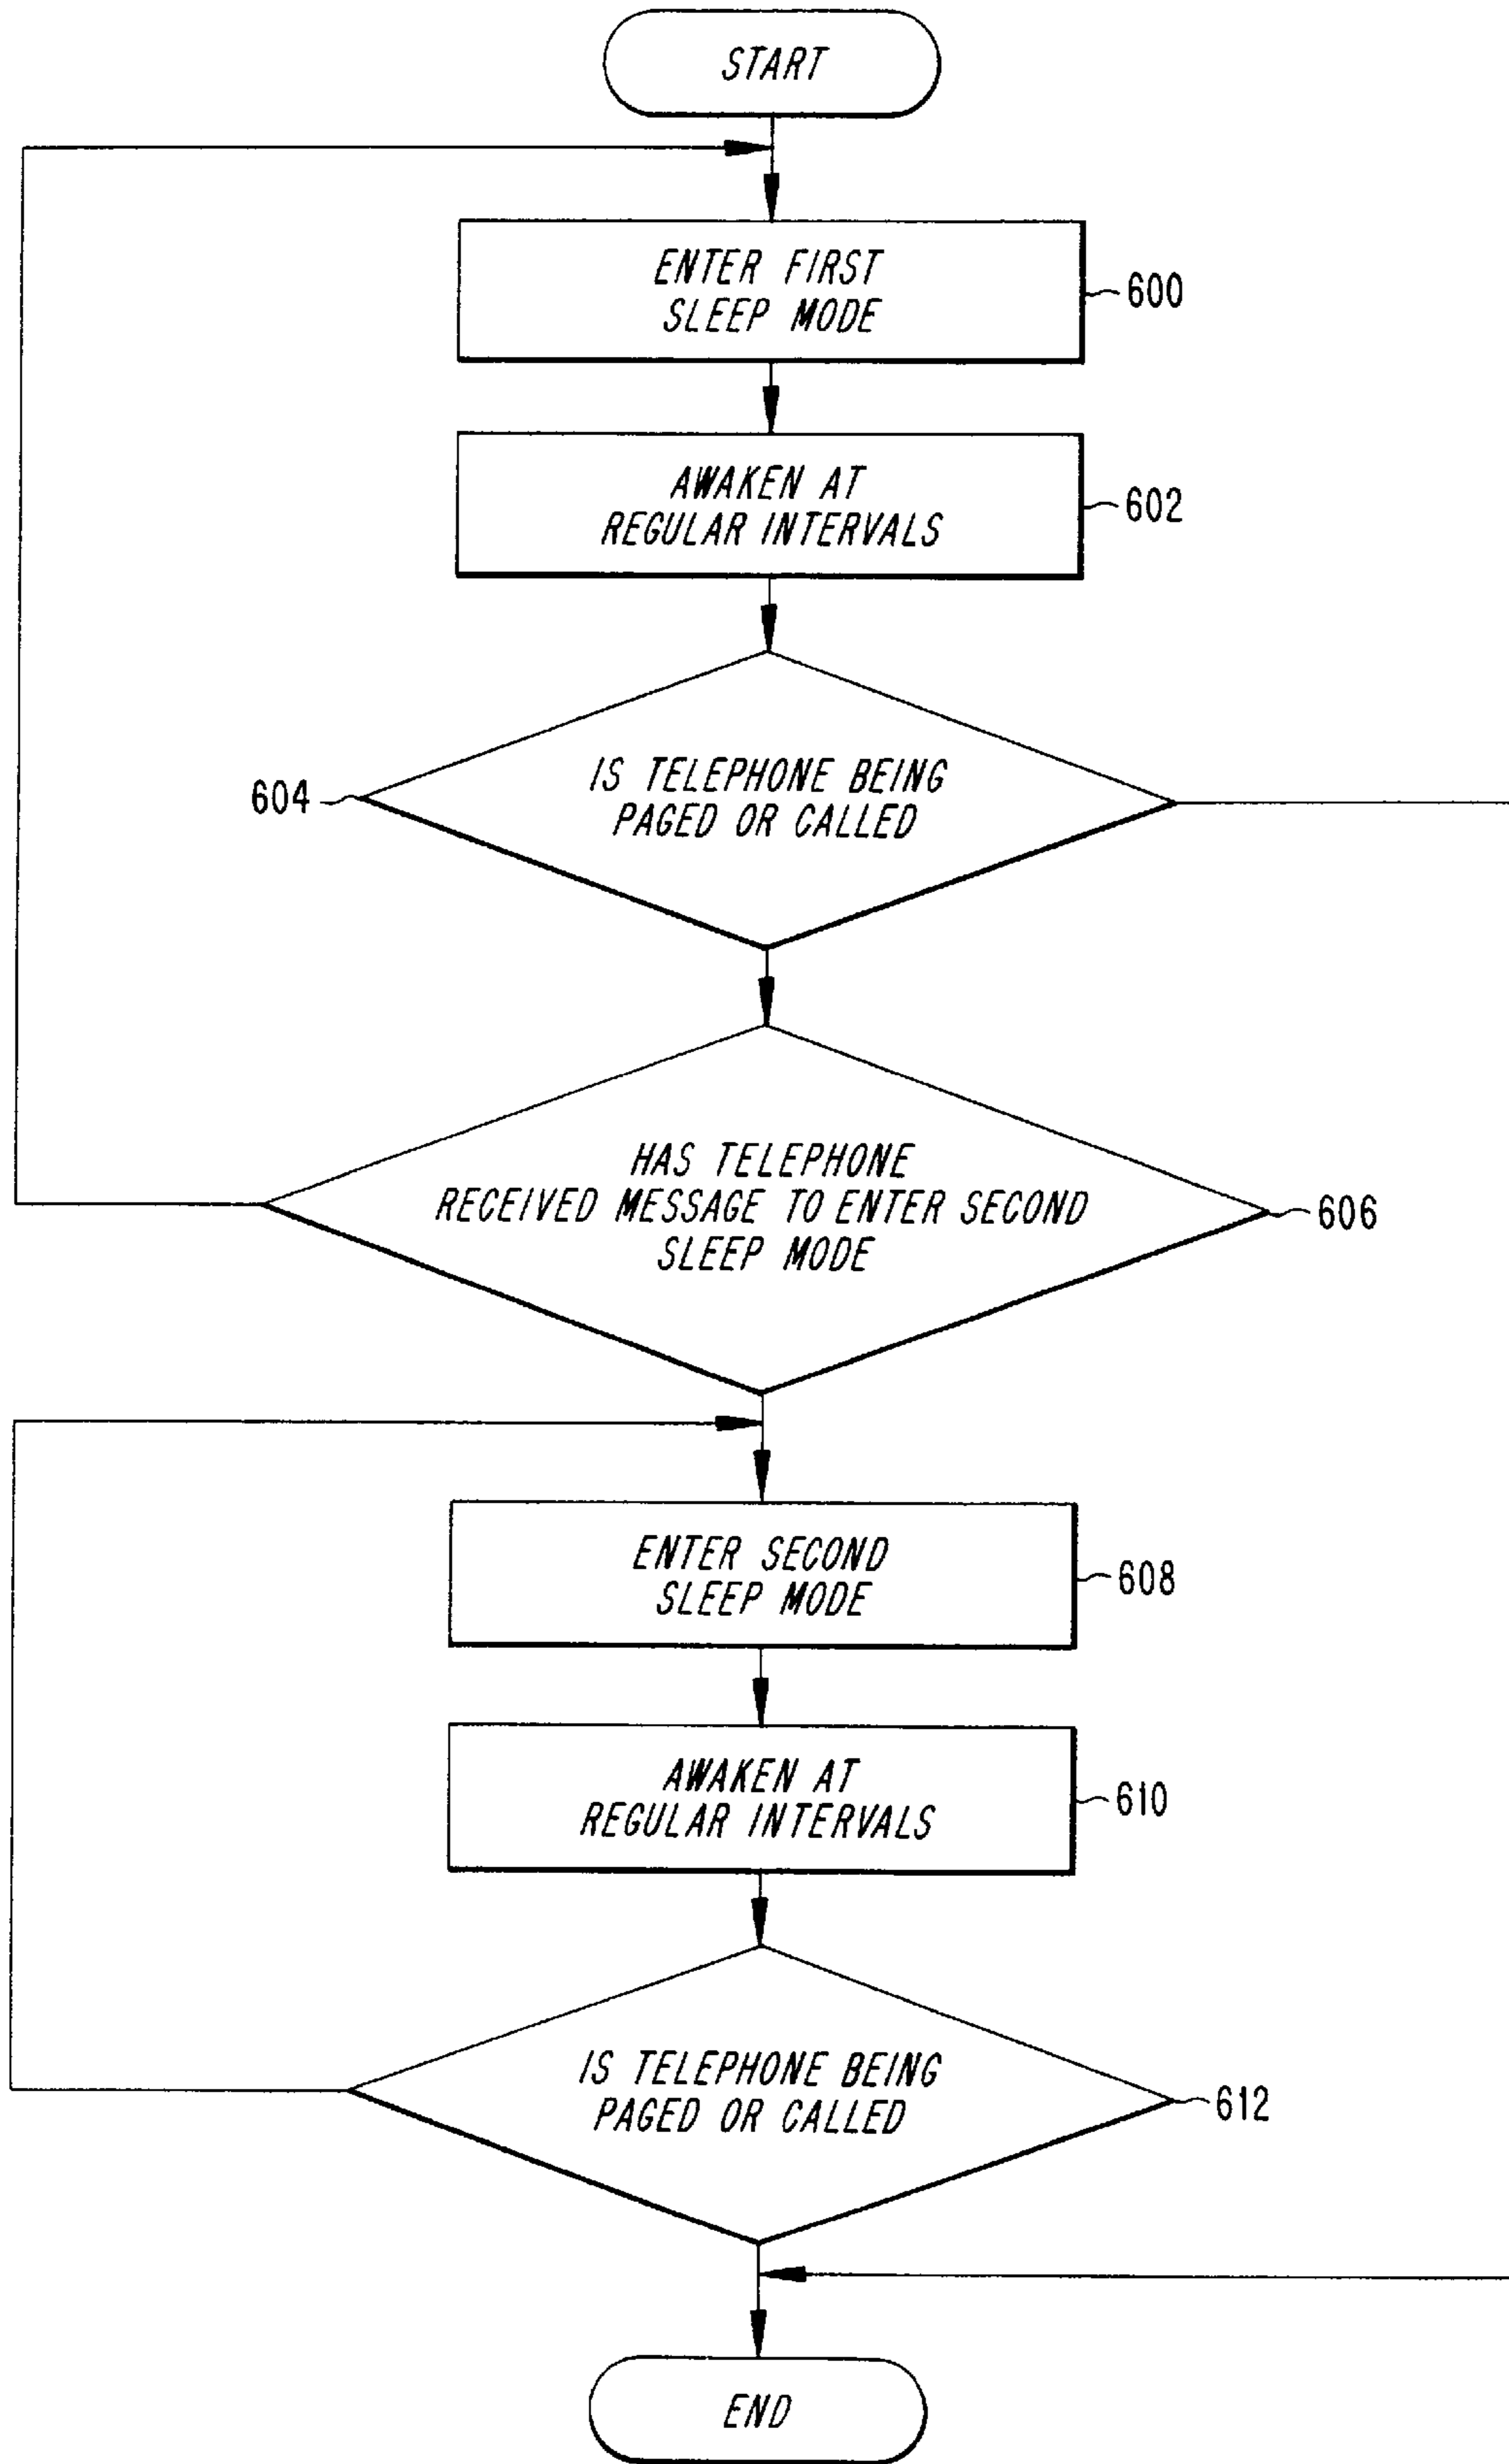 START
ENTER FIRST
SLEEP MODE
600
AWAKEN AT
REGULAR INTERVALS
602
IS TELEPHONE BEING
PAGED OR CALLED
604
HAS TELEPHONE
RECEIVED MESSAGE TO ENTER SECOND
SLEEP MODE
606
ENTER SECOND
SLEEP MODE
608
AWAKEN AT
REGULAR INTERVALS
610
IS TELEPHONE BEING
PAGED OR CALLED
612
END